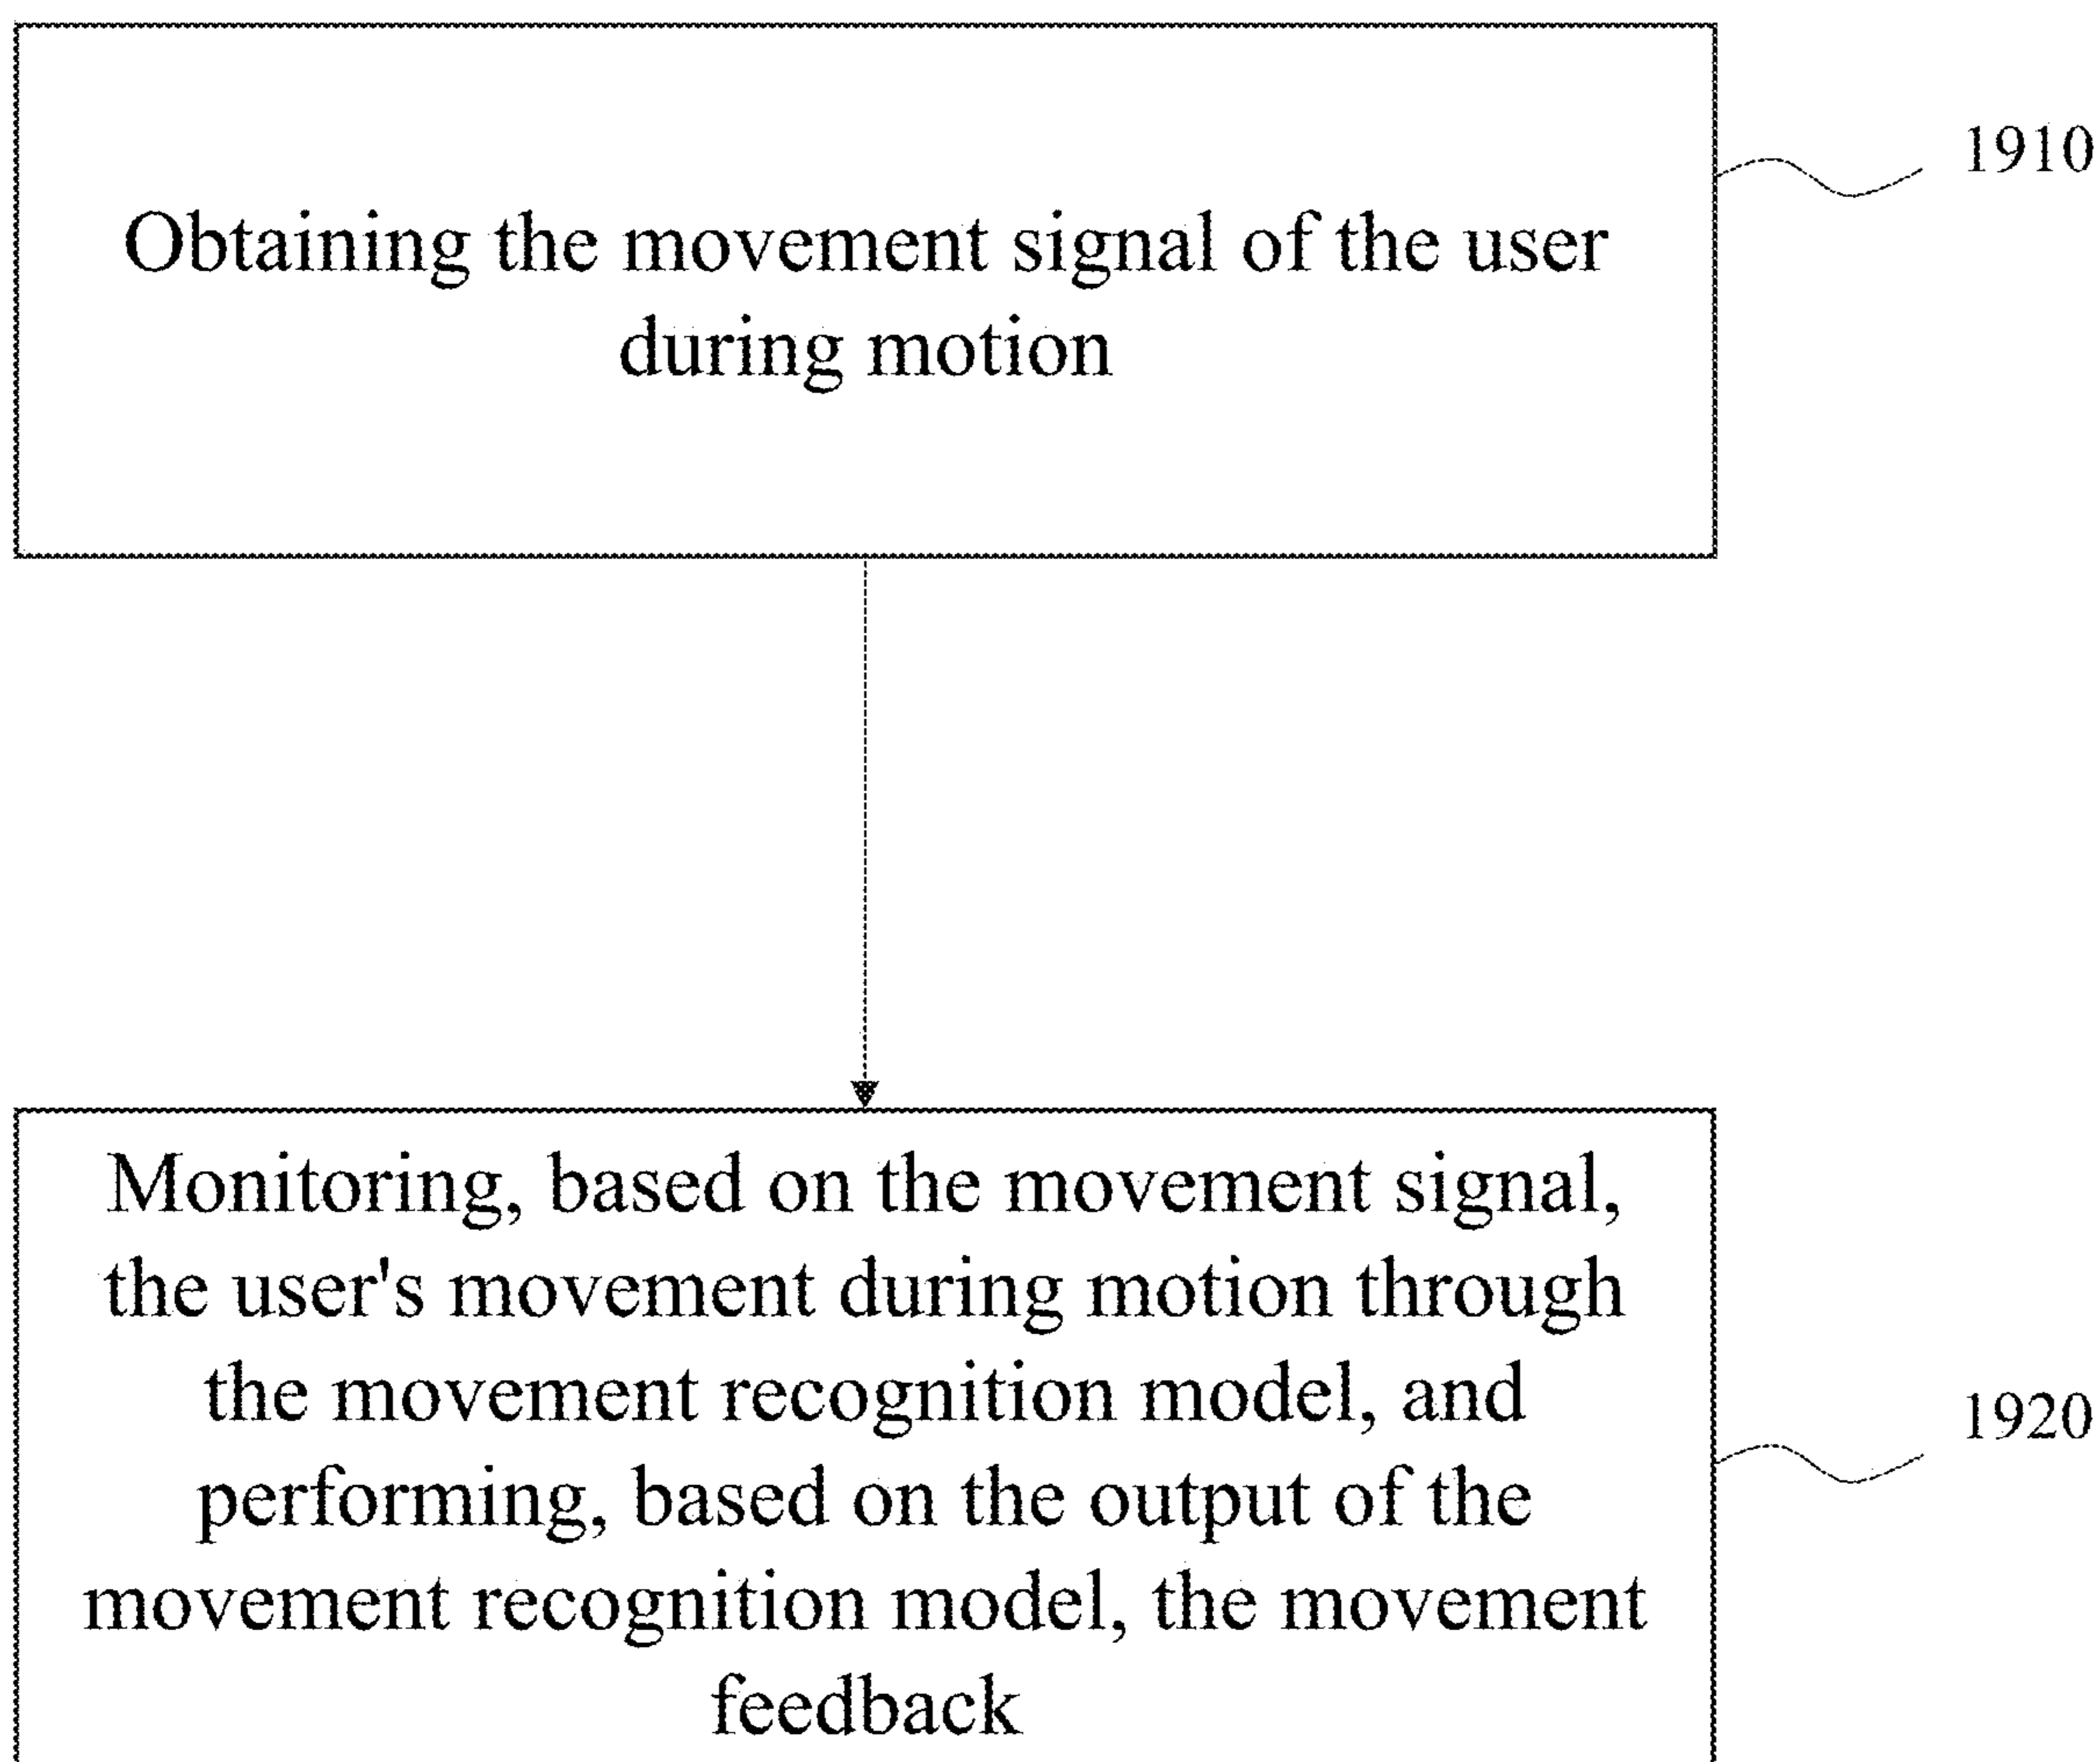 Obtaining the movement signal of the user
during motion
1910
Monitoring, based on the movement signal,
the user's movement during motion through
the movement recognition model, and
performing, based on the output of the
movement recognition model, the movement
feedback
1920